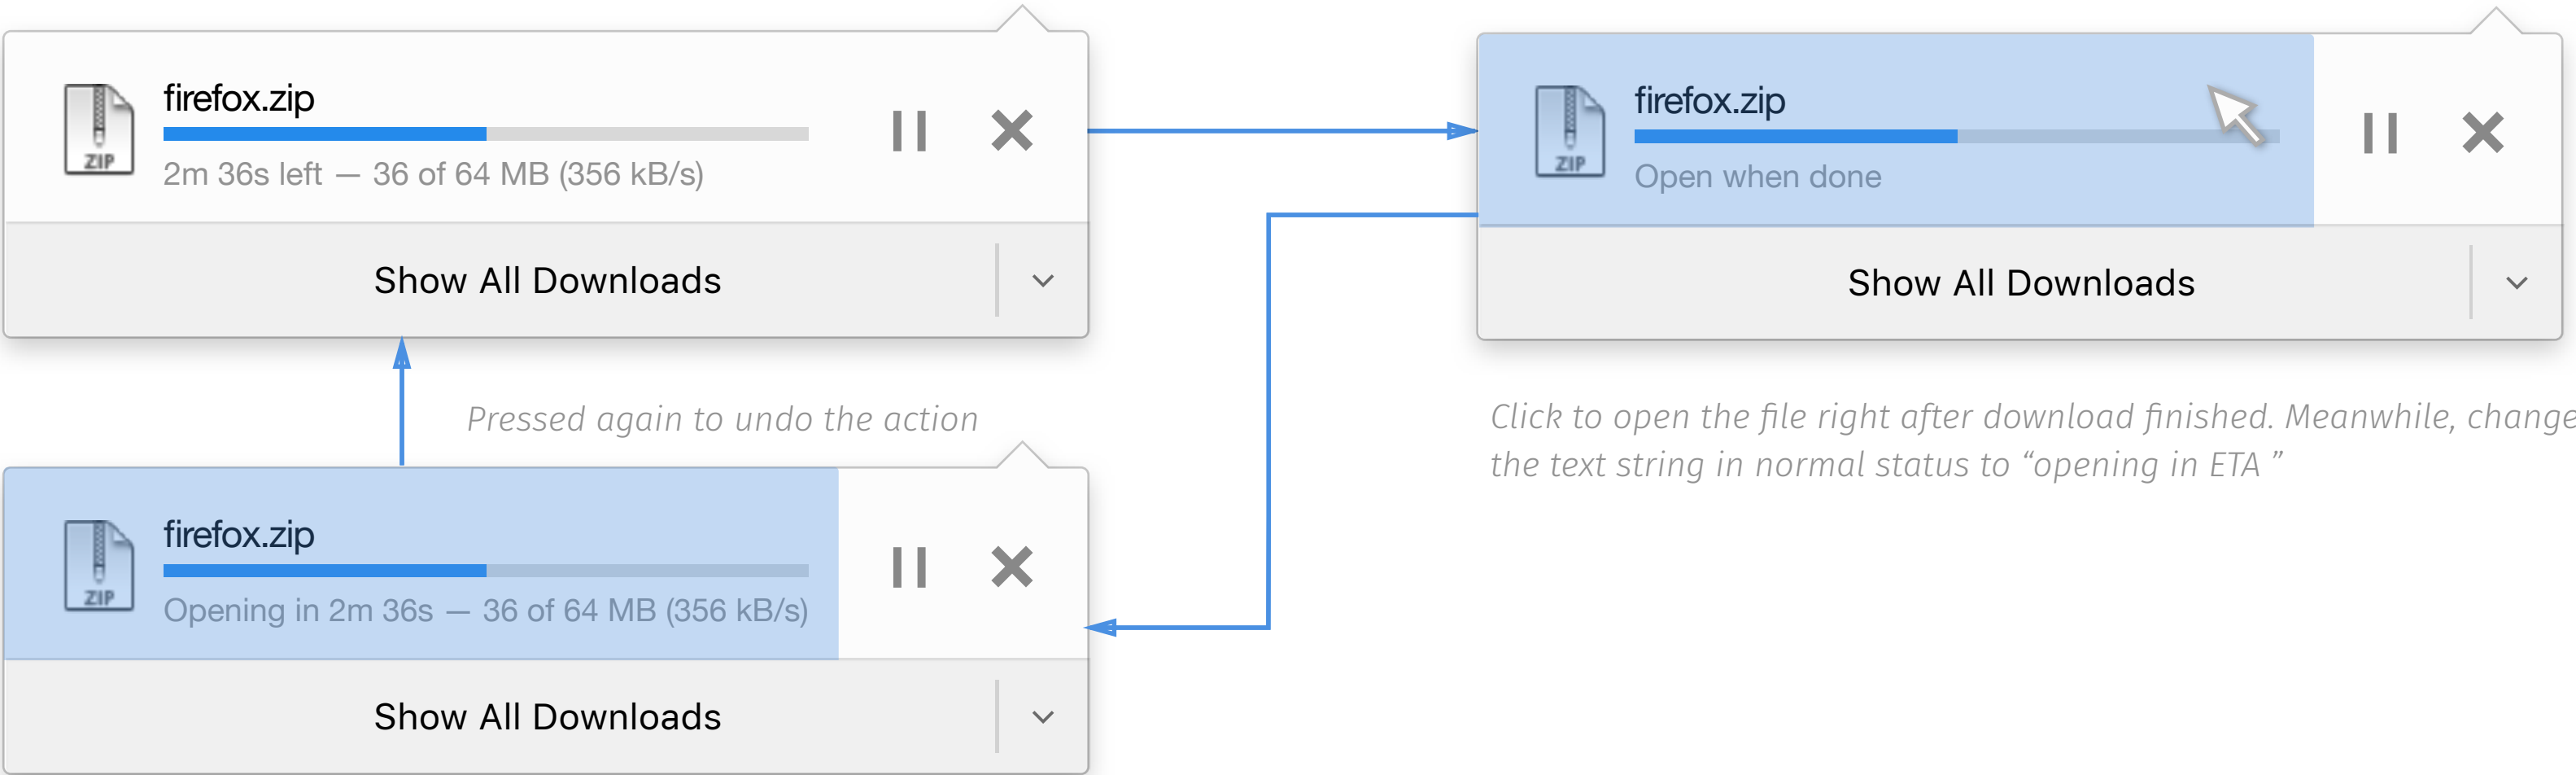 firefox.zip
ZIP
2m 36s left — 36 of 64 MB (356 kB/s)
Show All Downloads
firefox.zip
ZIP
Open when done
Show All Downloads
Pressed again to undo the action
Click to open the file right after download finished. Meanwhile, change
the text string in normal status to “opening in ETA ”
firefox.zip
ZIP
Opening in 2m 36s — 36 of 64 MB (356 kB/s)
Show All Downloads